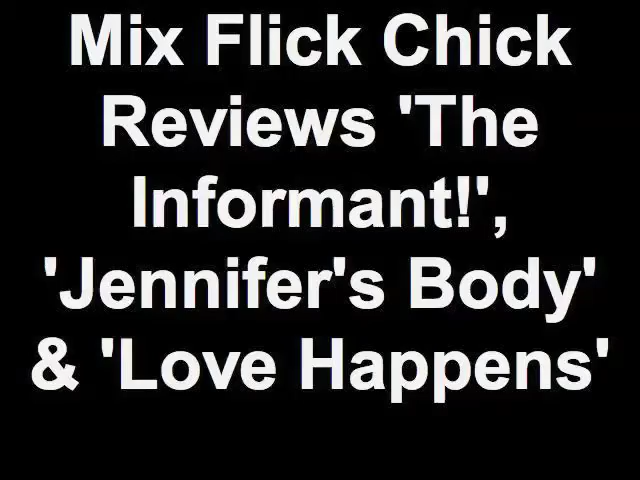 Mix Flick Chick
Reviews 'The
Informant!',
'Jennifer's Body'
& 'Love Happens'